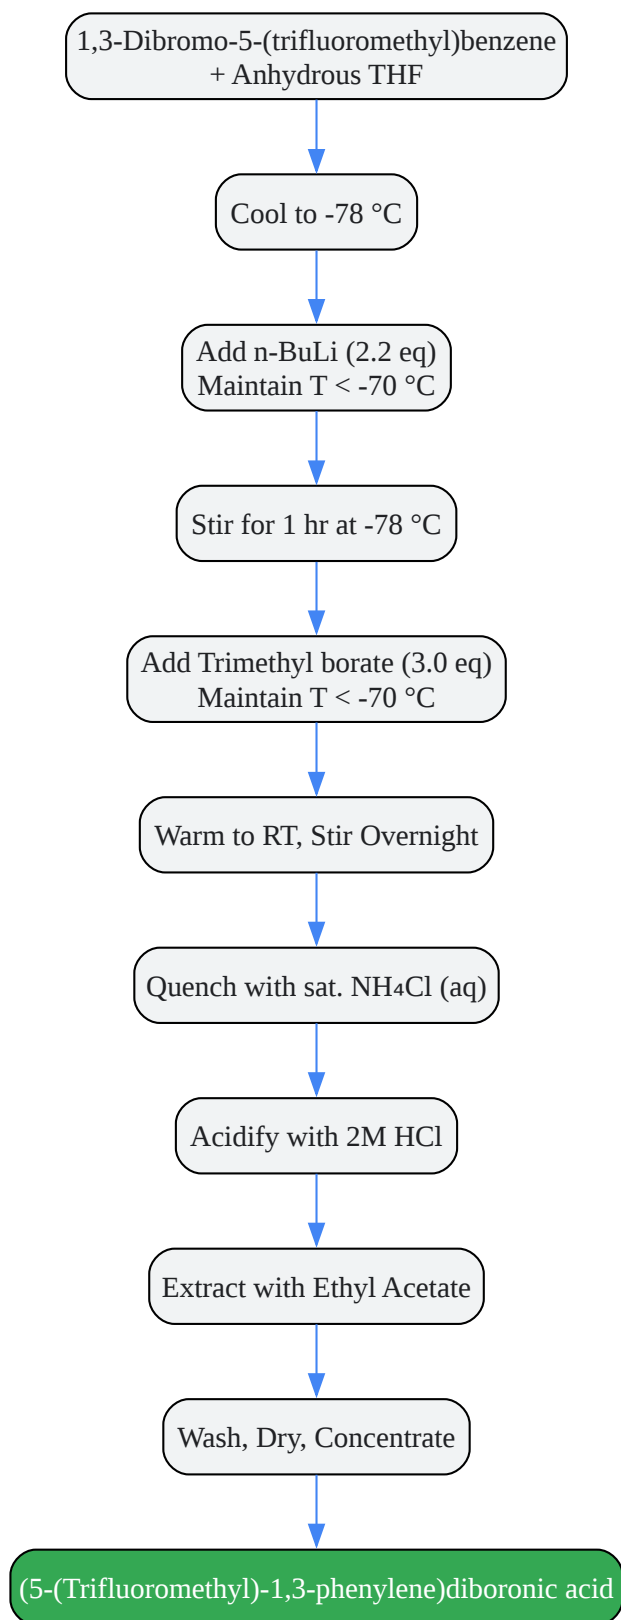 1,3-Dibromo-5-(trifluoromethyl)benzene
+ Anhydrous THF
Cool to -78 °C
Add n-BuLi (2.2 eq)
Maintain T < -70 °C
Stir for 1 hr at -78 °C
Add Trimethyl borate (3.0 eq)
Maintain T < -70 °C
Warm to RT, Stir Overnight
Quench with sat. NH₄Cl (aq)
Acidify with 2M HCl
Extract with Ethyl Acetate
Wash, Dry, Concentrate
(5-(Trifluoromethyl)-1,3-phenylene)diboronic acid